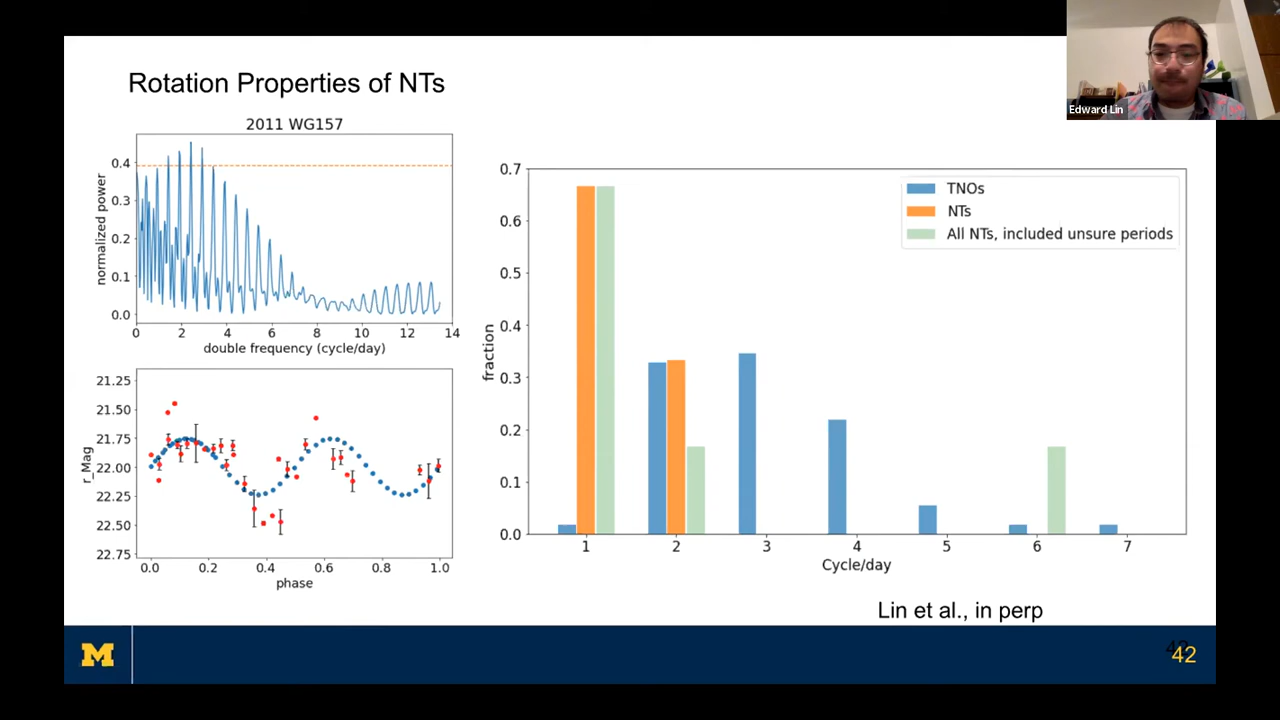 Edward Lin
Rotation Properties of NTs
2011 WG157
0.4
0.3
0.2
0.1
0.0
normalized power
0 2 4 6 8 10 12 14
double frequency (cycle/day)
21.25
21.50
21.75
22.00
22.25
22.50
22.75
r_Mag
0.0 0.2 0.4 0.6 0.8 1.0
phase
0.7
0.6
0.5
0.4
0.3
0.2
0.1
0.0
fraction
TNOs
NTs
All NTs, included unsure periods
1 2 3 4 5 6 7
Cycle/day
Lin et al., in perp
M
42
42